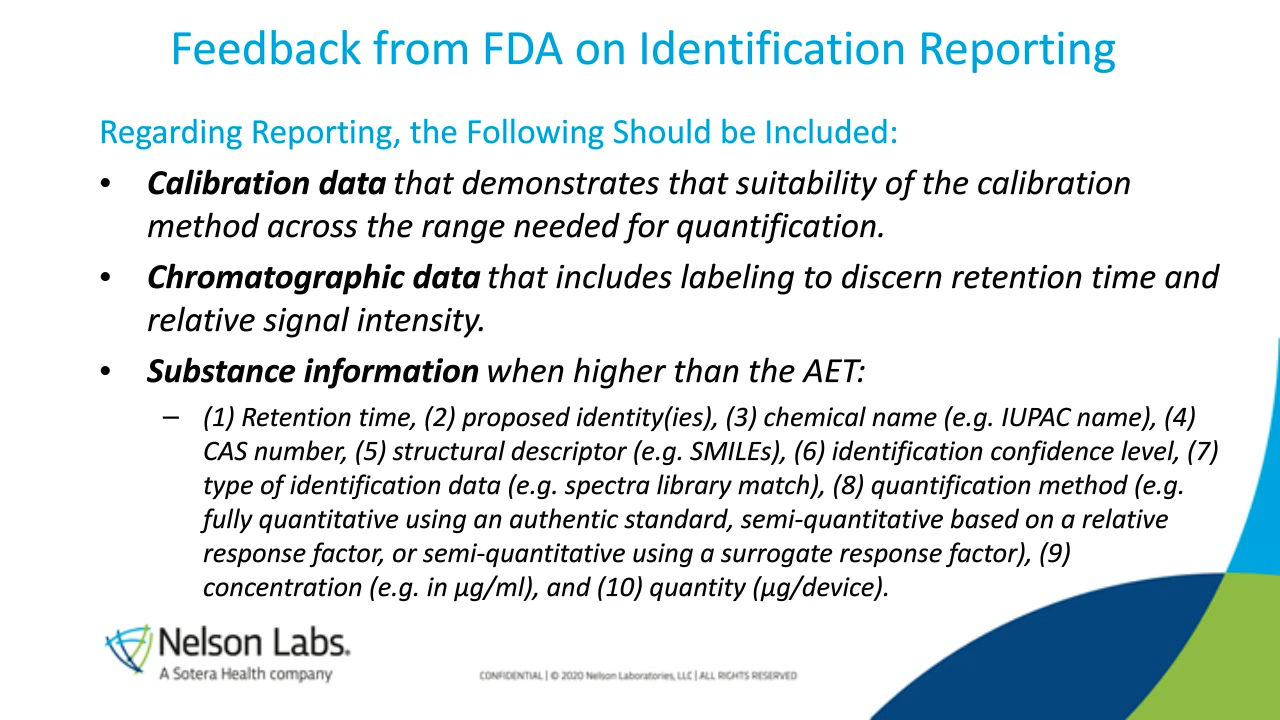 Feedback from FDA on Identification Reporting
Regarding Reporting, the Following Should be Included:
• Calibration data that demonstrates that suitability of the calibration
method across the range needed for quantification.
• Chromatographic data that includes labeling to discern retention time and
relative signal intensity.
• Substance information when higher than the AET:
– (1) Retention time, (2) proposed identity(ies), (3) chemical name (e.g. IUPAC name), (4)
CAS number, (5) structural descriptor (e.g. SMILEs), (6) identification confidence level, (7)
type of identification data (e.g. spectra library match), (8) quantification method (e.g.
fully quantitative using an authentic standard, semi-quantitative based on a relative
response factor, or semi-quantitative using a surrogate response factor), (9)
concentration (e.g. in µg/ml), and (10) quantity (µg/device).
Nelson Labs.
A Sotera Health company
CONFIDENTIAL | © 2020 Nelson Laboratories, LLC | ALL RIGHTS RESERVED